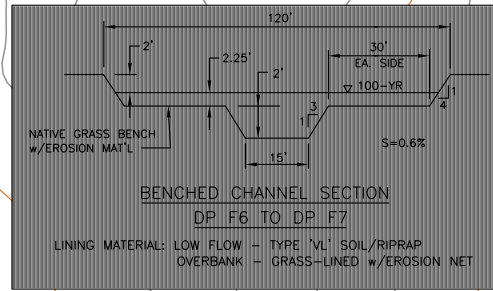 120'
2'
2.25'
2'
30'
EA. SIDE
100-YR
1
4
3
1
NATIVE GRASS BENCH
w/EROSION MAT'L
S=0.6%
15'
BENCHED CHANNEL SECTION
DP F6 TO DP F7
LINING MATERIAL: LOW FLOW - TYPE 'VL' SOIL/RIPRAP
OVERBANK - GRASS-LINED w/EROSION NET